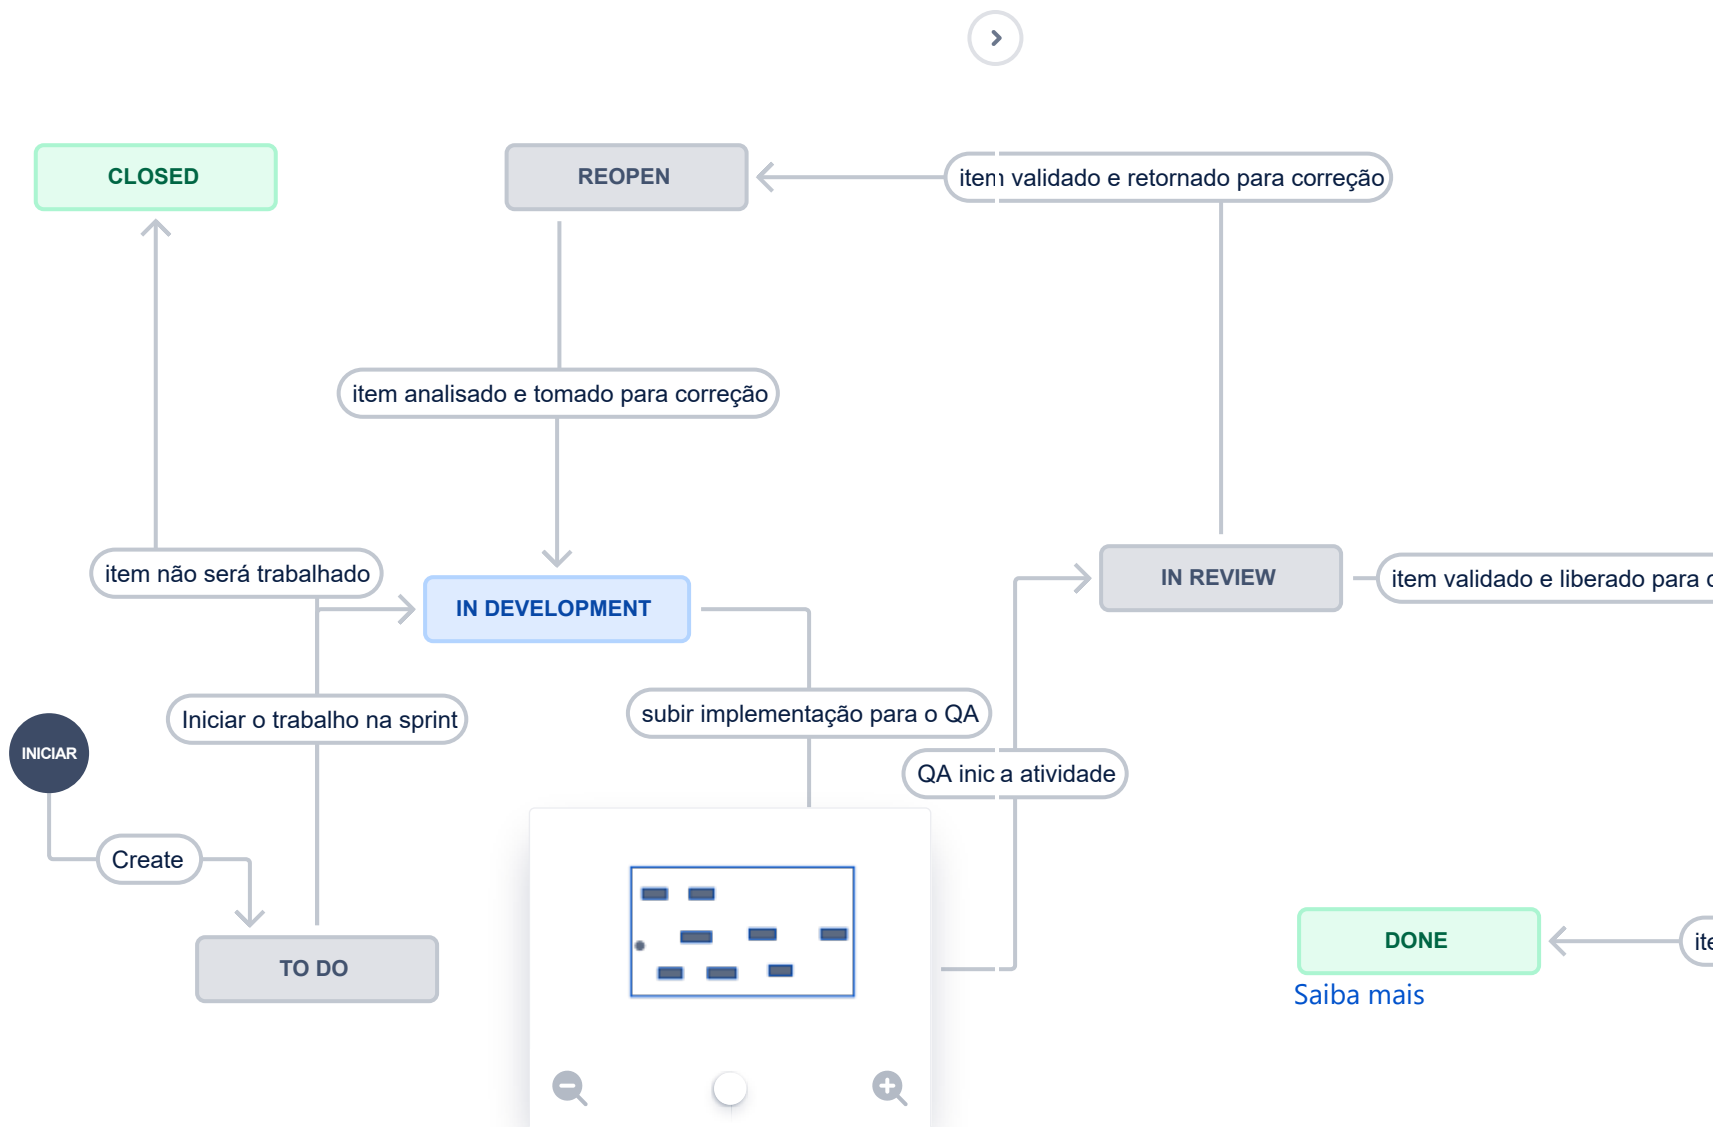 CLOSED
REOPEN
item validado e retornado para correção
item analisado e tomado para correção
item não será trabalhado
IN DEVELOPMENT
IN REVIEW
item validado e liberado para
Iniciar o trabalho na sprint
subir implementação para o QA
INICIAR
QA inicia atividade
Create
DONE
TO DO
Saiba mais